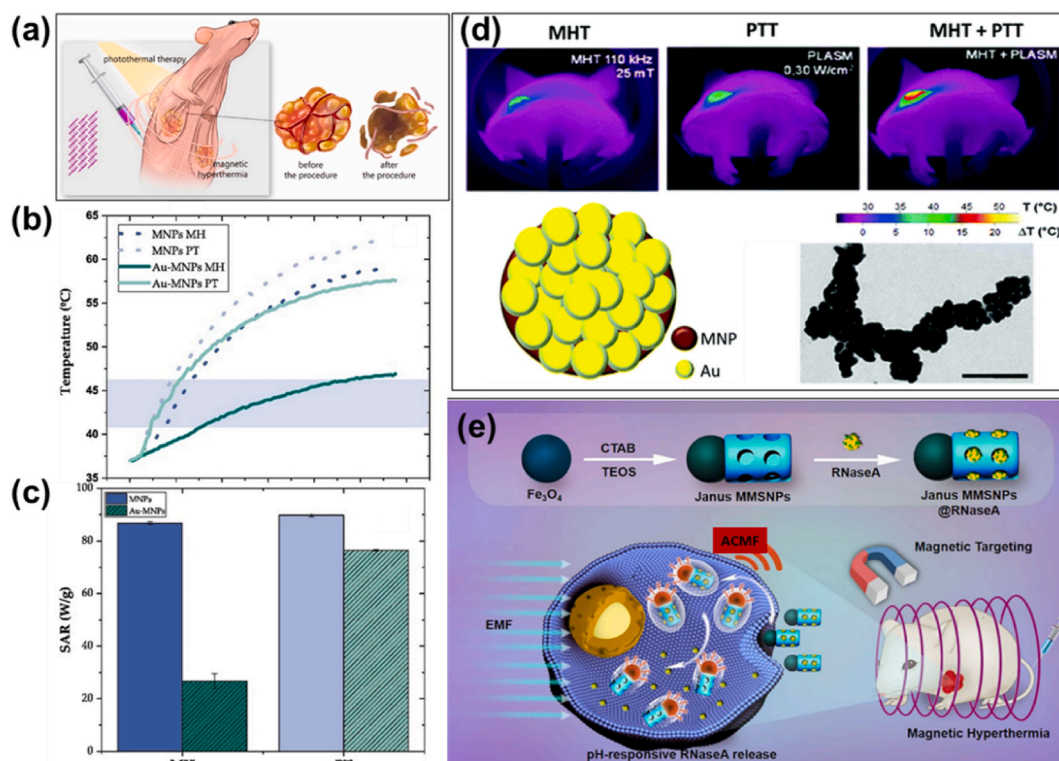 (a)
photothermal therapy
magnetic
hyperthermia
before
the procedure
after
the procedure
(b)
65
60
55
50
45
40
35
Temperature (ºC)
MNPs MH
MNPs PT
Au-MNPs MH
Au-MNPs PT
(c)
100
80
60
40
20
0
SAR (W/g)
MNPs
Au-MNPs
(d)
MHT
PTT
MHT + PTT
MHT 110 kHz
25 mT
PLASM
0,30 W/cm²
MHT + PLASM
30 35 40 45 50 T (°C)
0 10 20 30 ΔT (°C)
MNP
Au
(e)
Fe₃O₄
CTAB
TEOS
Janus MMSNPs
RNaseA
Janus MMSNPs
@RNaseA
ACMF
Magnetic Targeting
EMF
pH-responsive RNaseA release
Magnetic Hyperthermia